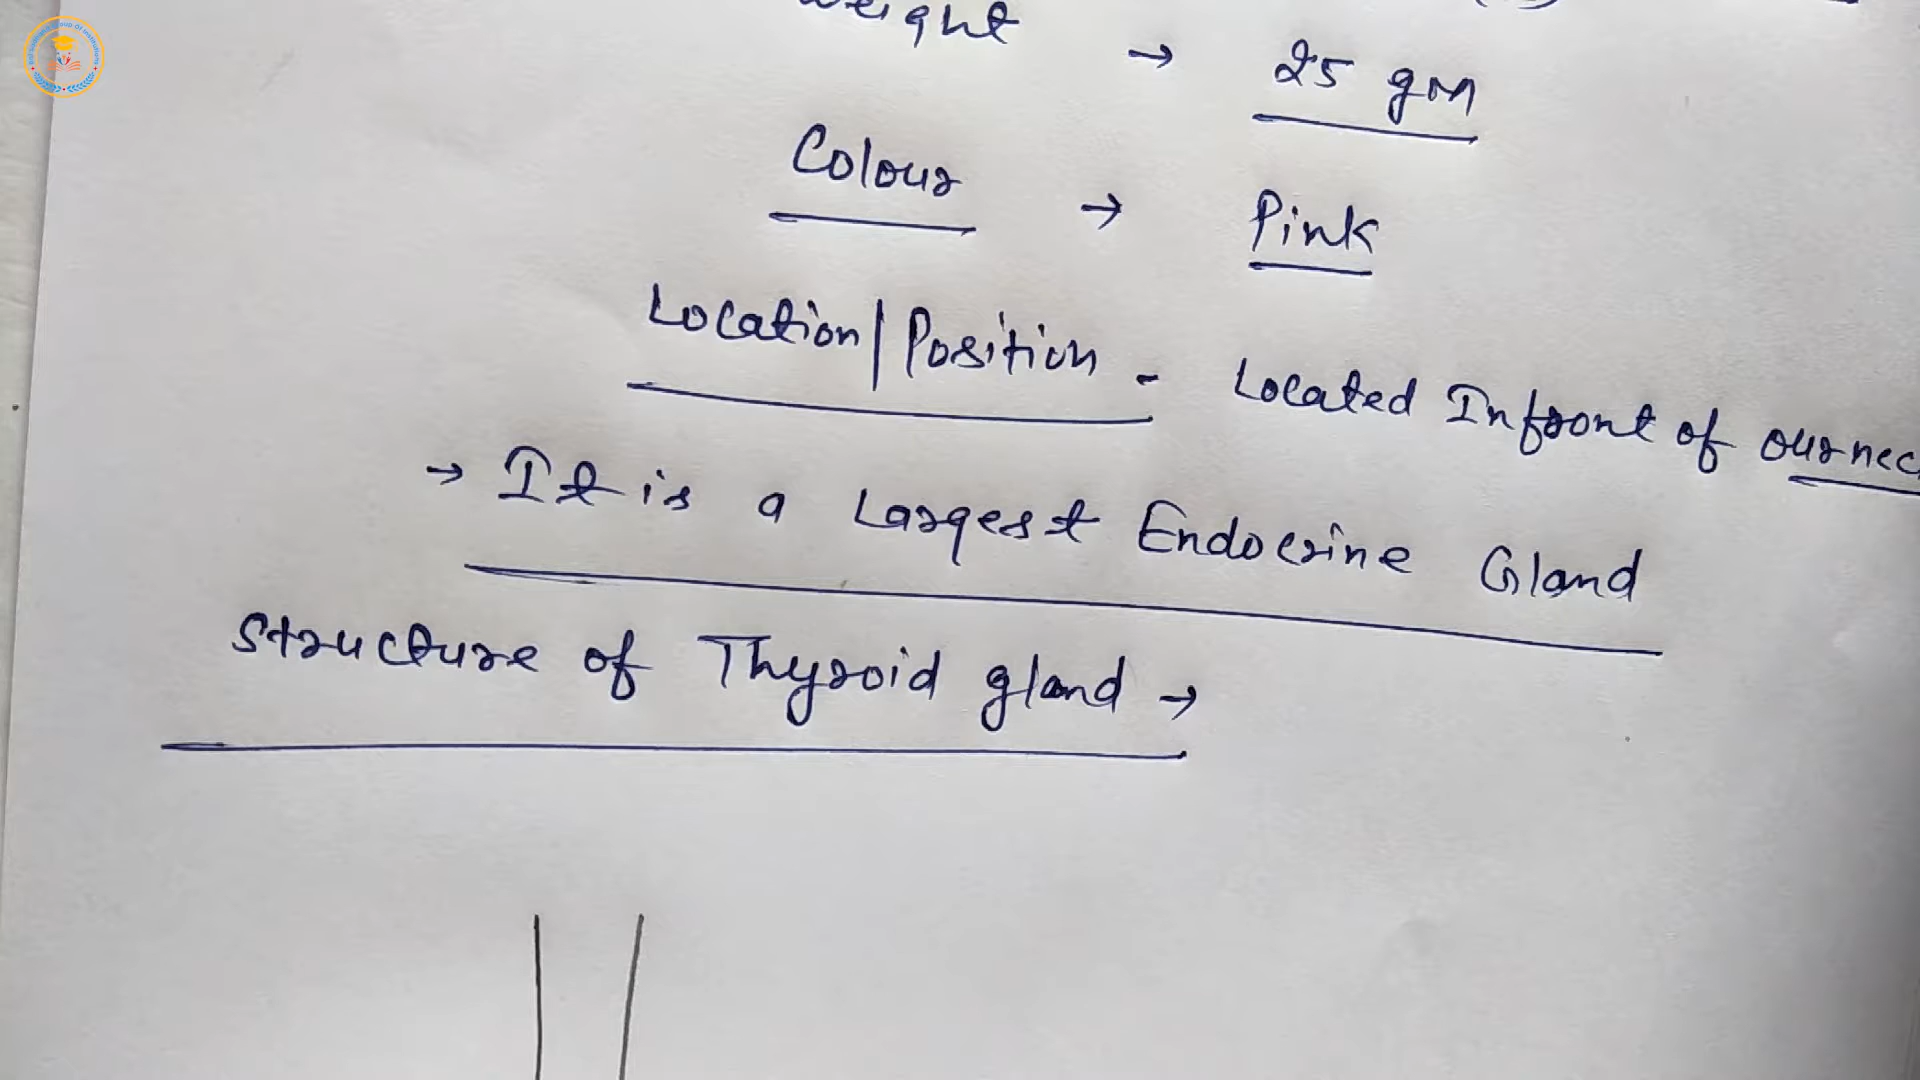 weight → 25 gm
Colour → Pink
Location/Position - Located Infront of our nec
→ It is a Largest Endocrine Gland
Structure of Thyroid gland →